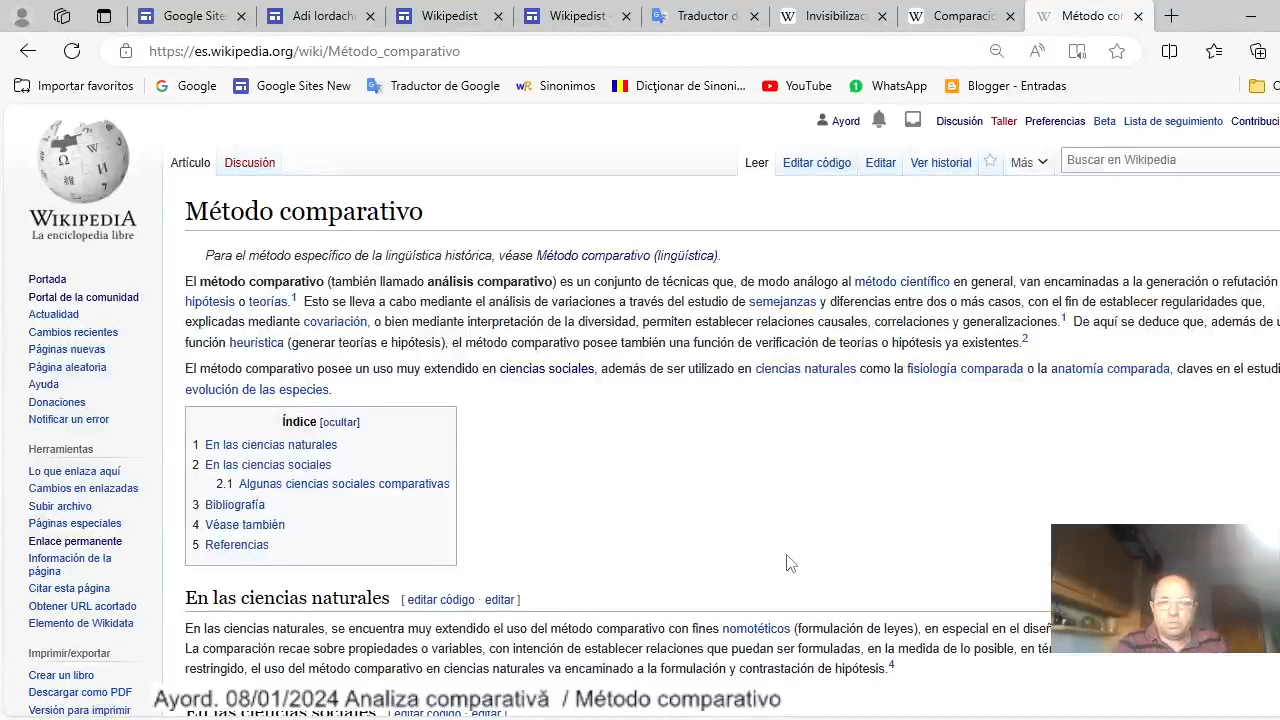 Google Site
Adi Iordach
Wikipedist
Wikipedist -
Traductor d
Invisibilizac
Comparació
Método co
https://es.wikipedia.org/wiki/Método_comparativo
Importar favoritos
Google
Google Sites New
Traductor de Google
Sinonimos
Dicţionar de Sinoni...
YouTube
WhatsApp
Blogger - Entradas
Ayord
Discusión
Taller
Preferencias
Beta
Lista de seguimiento
Contribuci
Artículo
Discusión
Leer
Editar código
Editar
Ver historial
Más
Buscar en Wikipedia
WIKIPEDIA
La enciclopedia libre
Portada
Portal de la comunidad
Actualidad
Cambios recientes
Páginas nuevas
Página aleatoria
Ayuda
Donaciones
Notificar un error
Herramientas
Lo que enlaza aquí
Cambios en enlazadas
Subir archivo
Páginas especiales
Enlace permanente
Información de la
página
Citar esta página
Obtener URL acortado
Elemento de Wikidata
Imprimir/exportar
Crear un libro
Descargar como PDF
Versión para imprimir
Método comparativo
Para el método específico de la lingüística histórica, véase Método comparativo (lingüística).
El método comparativo (también llamado análisis comparativo) es un conjunto de técnicas que, de modo análogo al método científico en general, van encaminadas a la generación o refutación
hipótesis o teorías.1 Esto se lleva a cabo mediante el análisis de variaciones a través del estudio de semejanzas y diferencias entre dos o más casos, con el fin de establecer regularidades que,
explicadas mediante covariación, o bien mediante interpretación de la diversidad, permiten establecer relaciones causales, correlaciones y generalizaciones.1 De aquí se deduce que, además de u
función heurística (generar teorías e hipótesis), el método comparativo posee también una función de verificación de teorías o hipótesis ya existentes.2
El método comparativo posee un uso muy extendido en ciencias sociales, además de ser utilizado en ciencias naturales como la fisiología comparada o la anatomía comparada, claves en el estudi
evolución de las especies.
Índice [ocultar]
1 En las ciencias naturales
2 En las ciencias sociales
2.1 Algunas ciencias sociales comparativas
3 Bibliografía
4 Véase también
5 Referencias
En las ciencias naturales [ editar código · editar ]
En las ciencias naturales, se encuentra muy extendido el uso del método comparativo con fines nomotéticos (formulación de leyes), en especial en el diseñ
La comparación recae sobre propiedades o variables, con intención de establecer relaciones que puedan ser formuladas, en la medida de lo posible, en tér
restringido, el uso del método comparativo en ciencias naturales va encaminado a la formulación y contrastación de hipótesis.4
Ayord. 08/01/2024 Analiza comparativă / Método comparativo
En las ciencias sociales [ editar código · editar ]